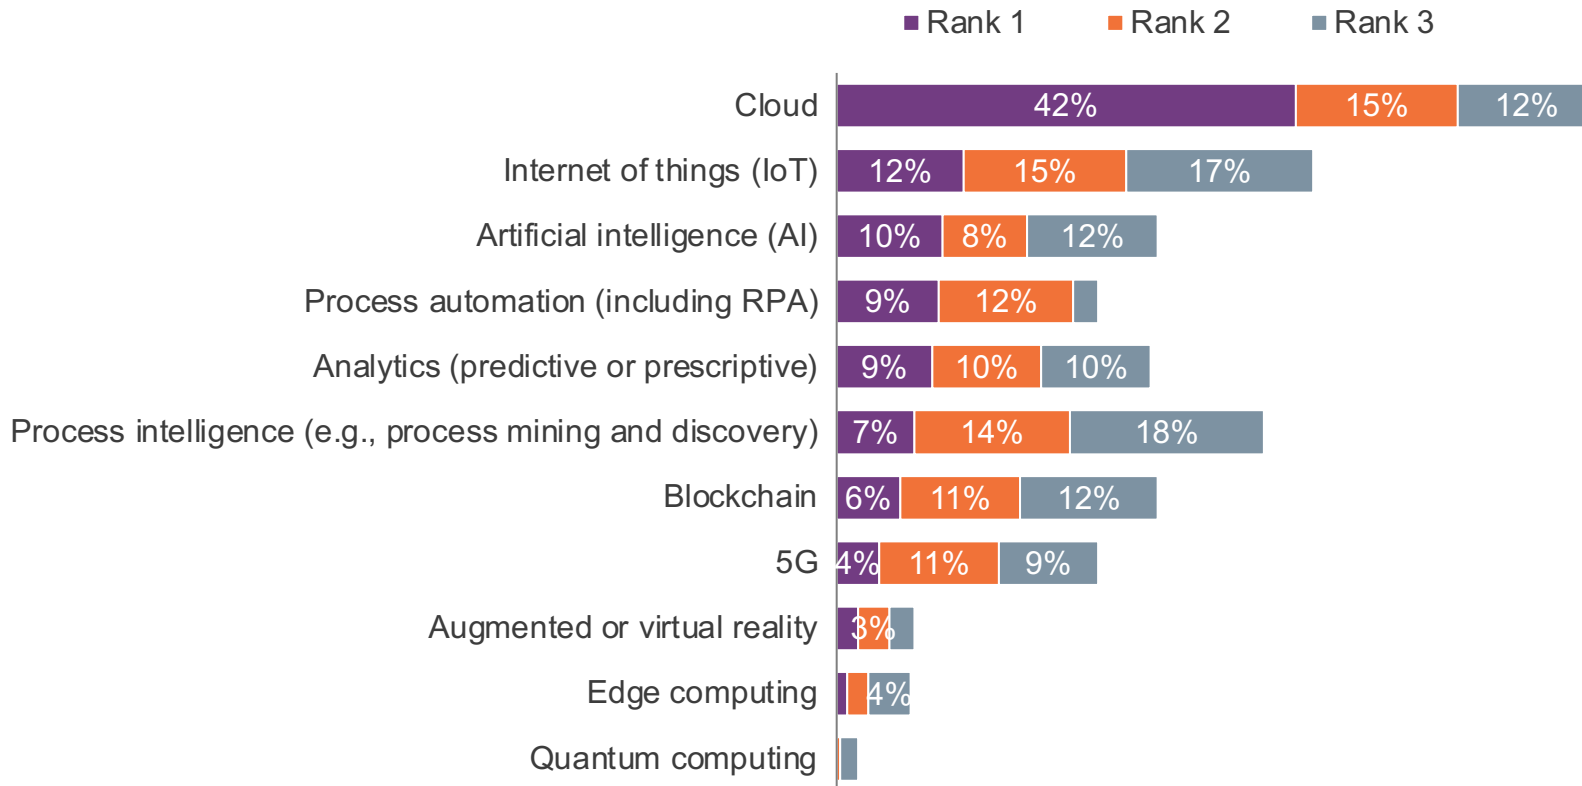 Rank 1 Rank 2 Rank 3
Cloud 42% 15% 12%
Internet of things (IoT) 12% 15% 17%
Artificial intelligence (AI) 10% 8% 12%
Process automation (including RPA) 9% 12%
Analytics (predictive or prescriptive) 9% 10% 10%
Process intelligence (e.g., process mining and discovery) 7% 14% 18%
Blockchain 6% 11% 12%
5G 4% 11% 9%
Augmented or virtual reality 3%
Edge computing 4%
Quantum computing